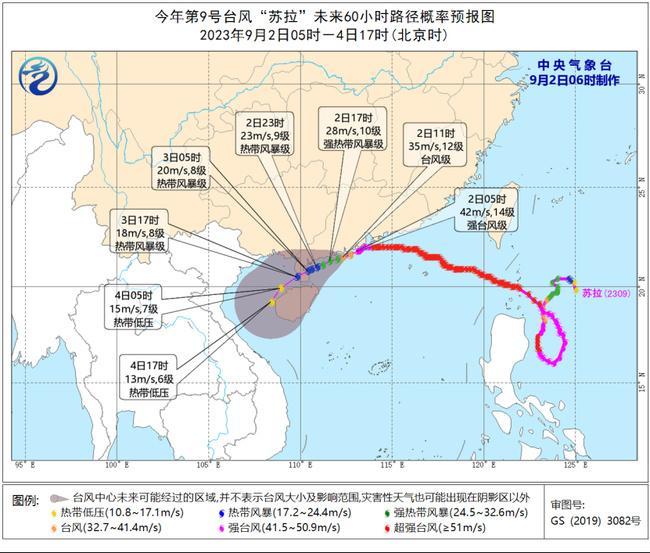 今年第9号台风“苏拉”未来60小时路径概率预报图
2023年9月2日05时—4日17时(北京时)
中央气象台
9月2日06时制作
2日23时
23m/s,9级
热带风暴级
2日17时
28m/s,10级
强热带风暴级
2日11时
35m/s,12级
台风级
3日05时
20m/s,8级
热带风暴级
2日05时
42m/s,14级
强台风级
3日17时
18m/s,8级
热带风暴级
4日05时
15m/s,7级
热带低压
4日17时
13m/s,6级
热带低压
苏拉(2309)
30°N
25°N
20°N
15°N
95°E
100°E
105°E
110°E
115°E
120°E
125°E
图例:
台风中心未来可能经过的区域,并不表示台风大小及影响范围,灾害性天气也可能出现在阴影区以外
热带低压(10.8~17.1m/s)
热带风暴(17.2~24.4m/s)
强热带风暴(24.5~32.6m/s)
台风(32.7~41.4m/s)
强台风(41.5~50.9m/s)
超强台风(≥51m/s)
审图号:
GS (2019) 3082号